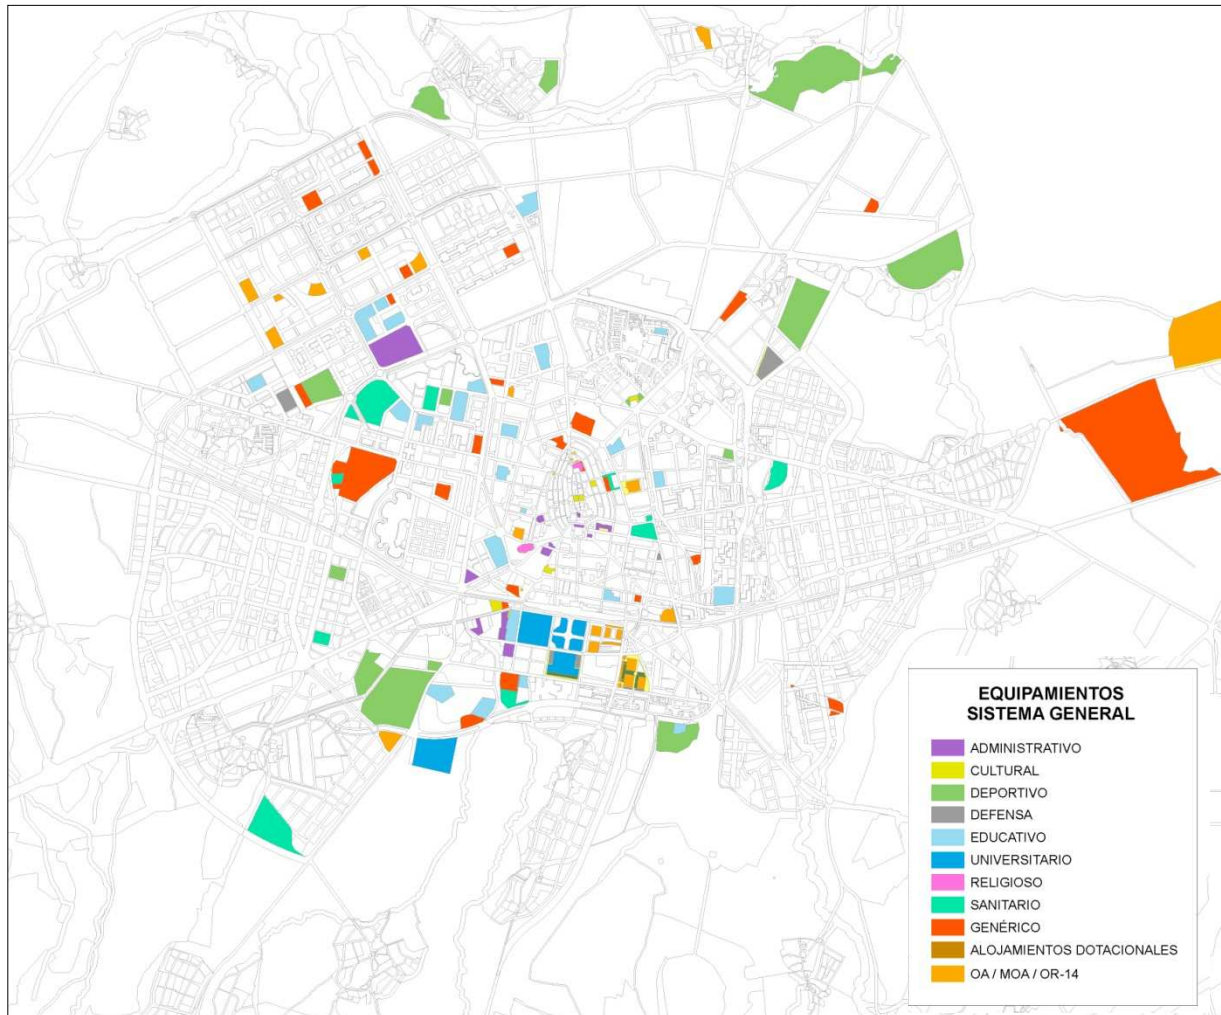 EQUIPAMIENTOS
SISTEMA GENERAL
ADMINISTRATIVO
CULTURAL
DEPORTIVO
DEFENSA
EDUCATIVO
UNIVERSITARIO
RELIGIOSO
SANITARIO
GENÉRICO
ALOJAMIENTOS DOTACIONALES
OA / MOA / OR-14